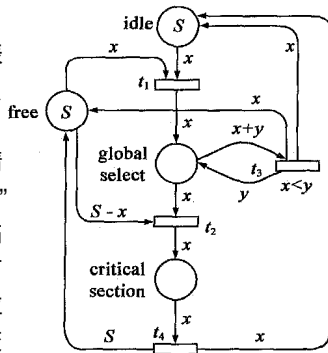 idle
S
x
x
x
x
t₁
free
S
x
x
x+y
global
select
t₃
y
x<y
x
S - x
t₂
x
critical
section
x
S
t₄
x
”